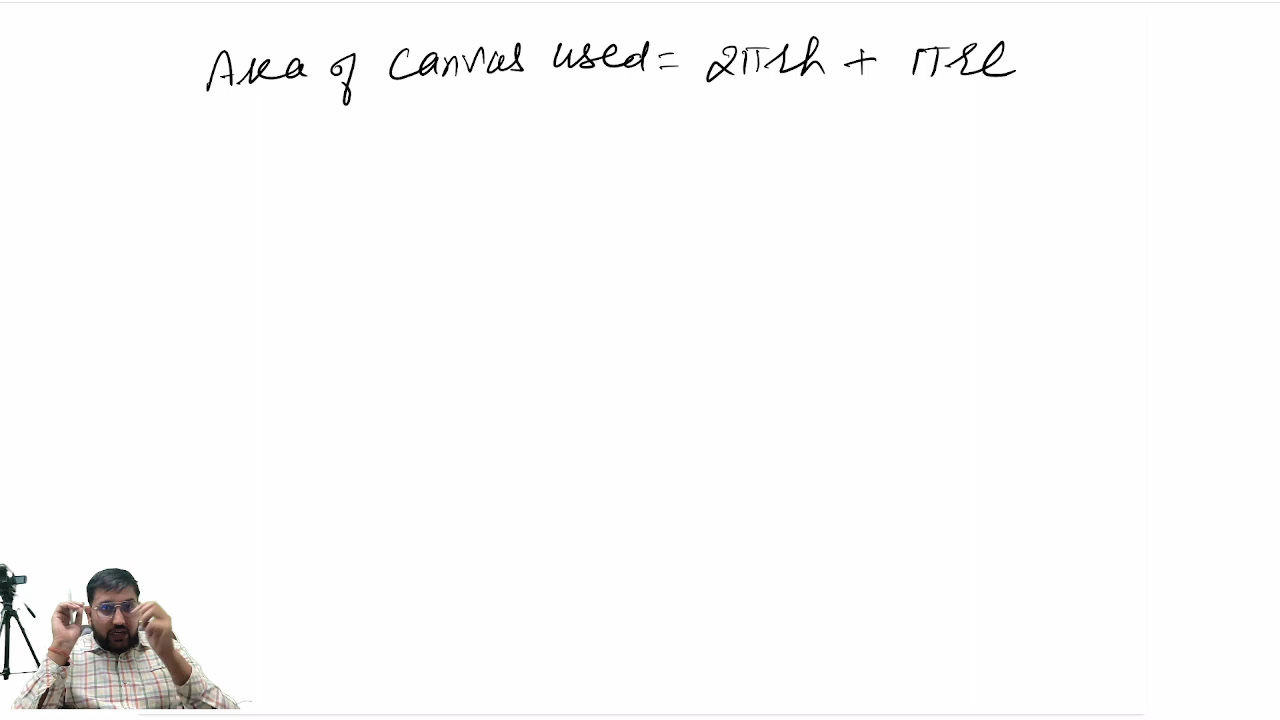 Area of canvas used = 2πrh + πrl